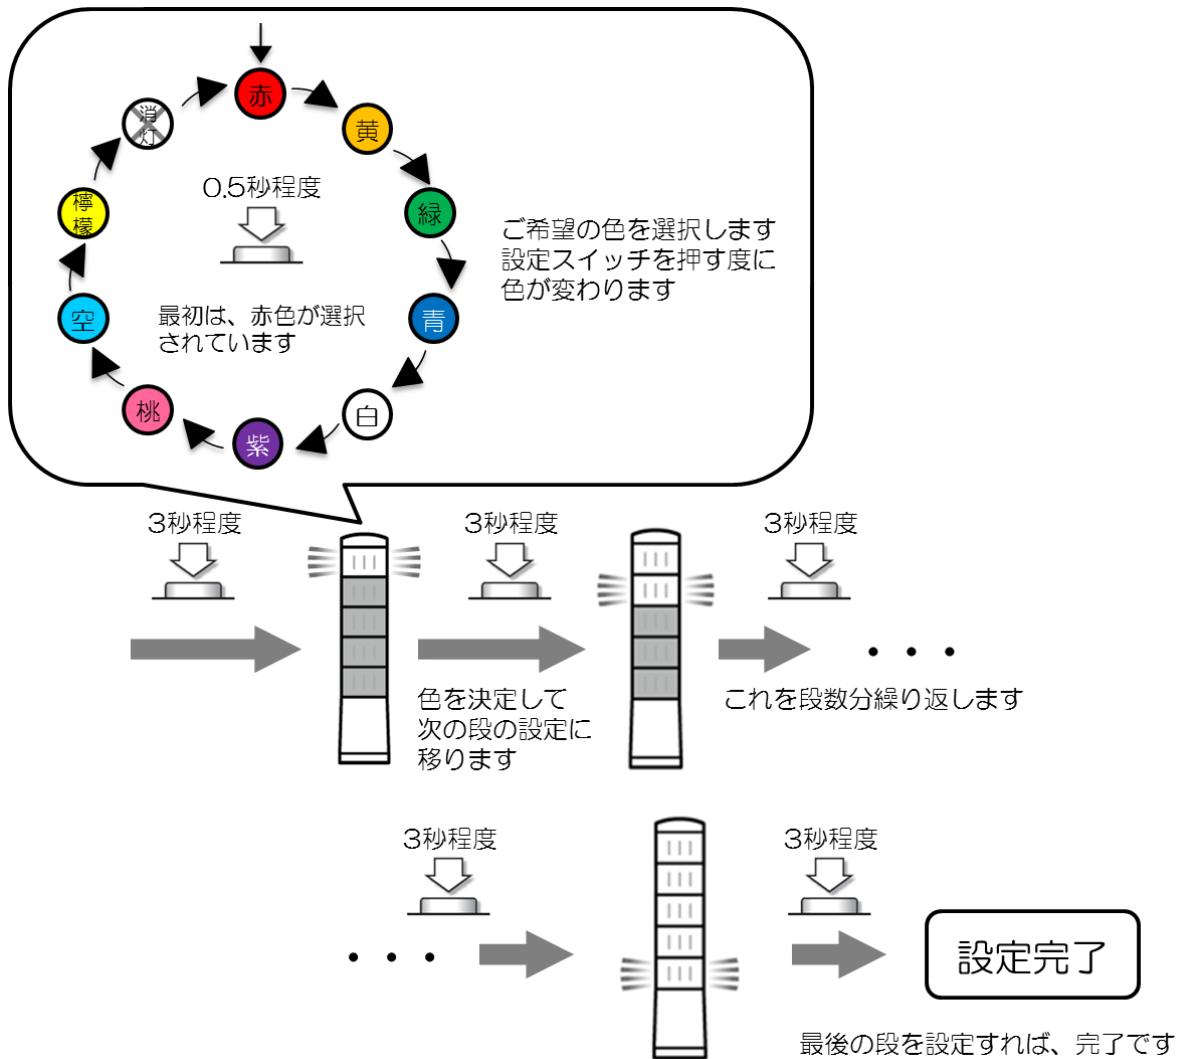 赤
黄
緑
青
白
紫
桃
空
檸檬
消灯
0.5秒程度
最初は、赤色が選択
されています
ご希望の色を選択します
設定スイッチを押す度に
色が変わります
3秒程度
3秒程度
3秒程度
・・・
色を決定して
次の段の設定に
移ります
これを段数分繰り返します
3秒程度
3秒程度
・・・
設定完了
最後の段を設定すれば、完了です